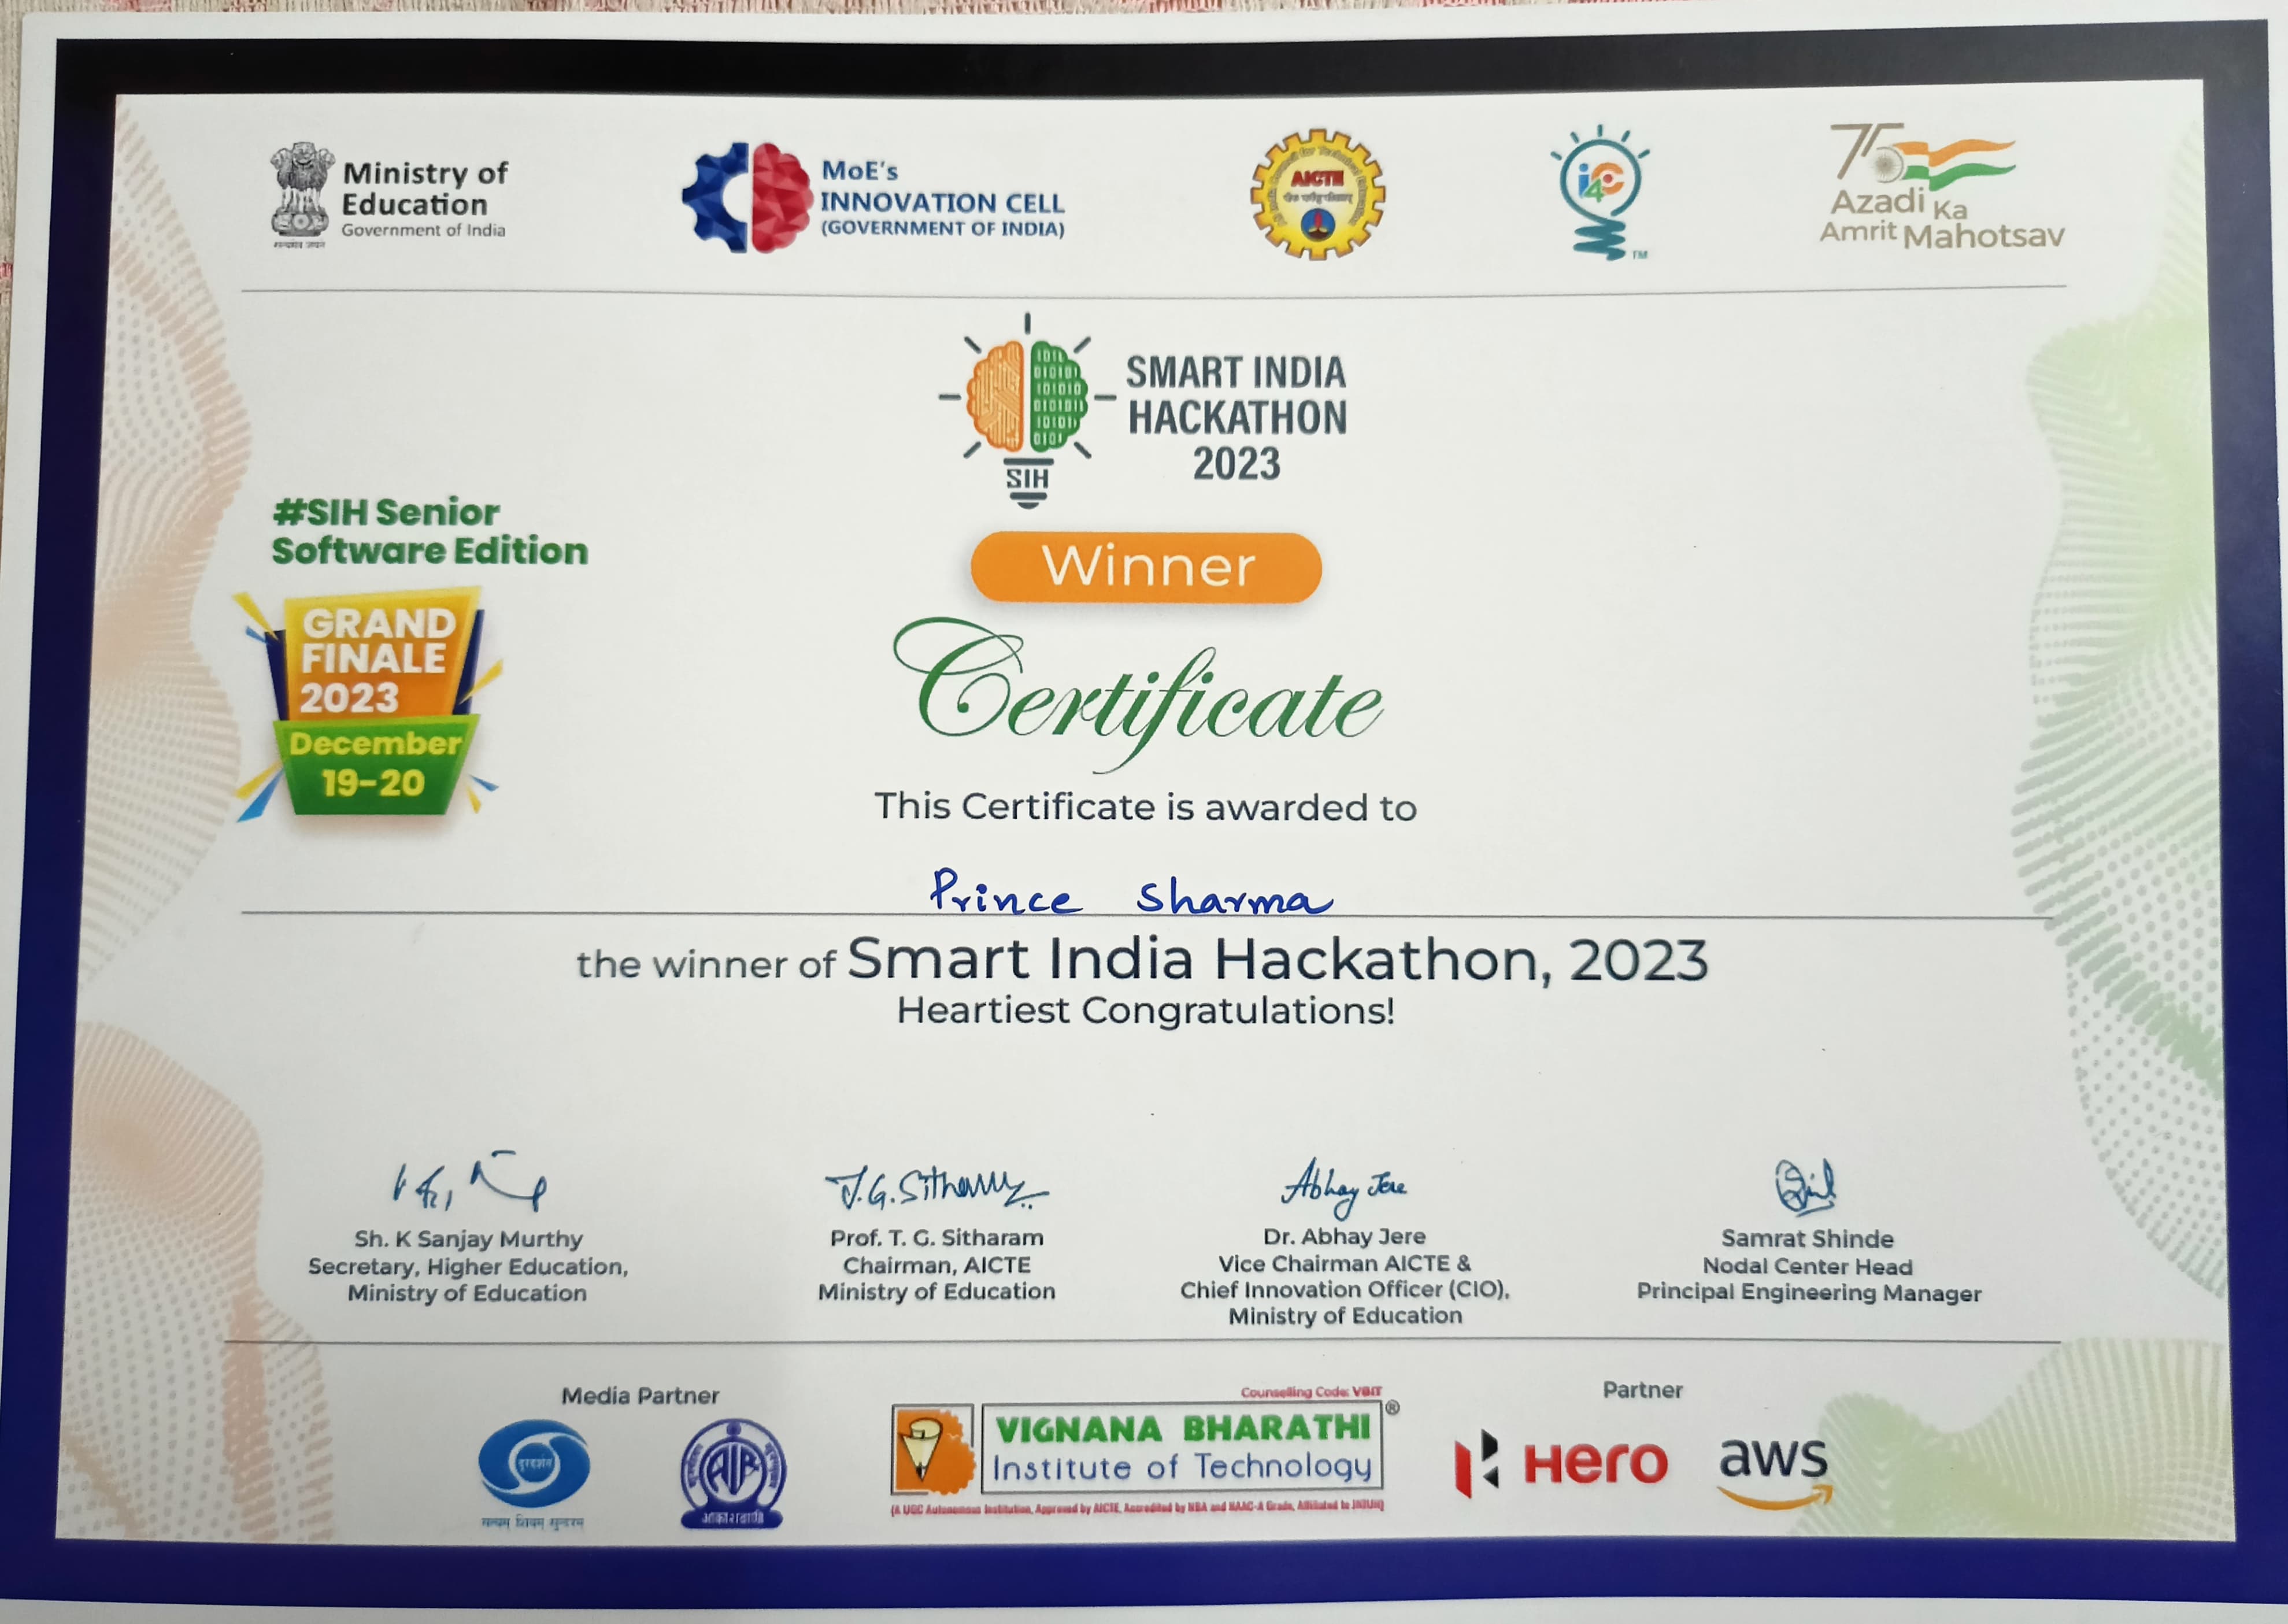 Ministry of
Education
Government of India
MoE's
INNOVATION CELL
(GOVERNMENT OF INDIA)
AICTE
i4C
TM
75
Azadi Ka
Amrit Mahotsav
SIH
SMART INDIA
HACKATHON
2023
#SIH Senior
Software Edition
GRAND
FINALE
2023
December
19-20
Winner
Certificate
This Certificate is awarded to
Prince Sharma
the winner of Smart India Hackathon, 2023
Heartiest Congratulations!
T.G. Sitharam
Abhay Jere
Sh. K Sanjay Murthy
Secretary, Higher Education,
Ministry of Education
Prof. T. G. Sitharam
Chairman, AICTE
Ministry of Education
Dr. Abhay Jere
Vice Chairman AICTE &
Chief Innovation Officer (CIO),
Ministry of Education
Samrat Shinde
Nodal Center Head
Principal Engineering Manager
Media Partner
दूरदर्शन
सत्यम् शिवम् सुन्दरम्
AIR
आकाशवाणी
Counselling Code: VBIT
VIGNANA BHARATHI ®
Institute of Technology
(A UGC Autonomous Institution, Approved by AICTE, Accredited by NBA and NAAC-A Grade, Affiliated to JNTUH)
Partner
Hero
aws